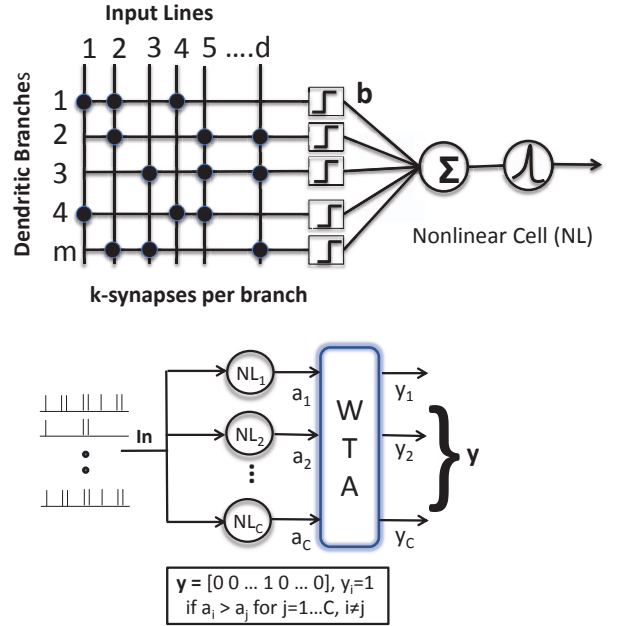 Input Lines
1 2 3 4 5 ....d
Dendritic Branches
1
2
3
4
m
b
Σ
Nonlinear Cell (NL)
k-synapses per branch
In
NL1
NL2
NLC
a1
a2
aC
W
T
A
y1
y2
yC
} y
y = [0 0 ... 1 0 ... 0], yi=1
if ai > aj for j=1...C, i≠j